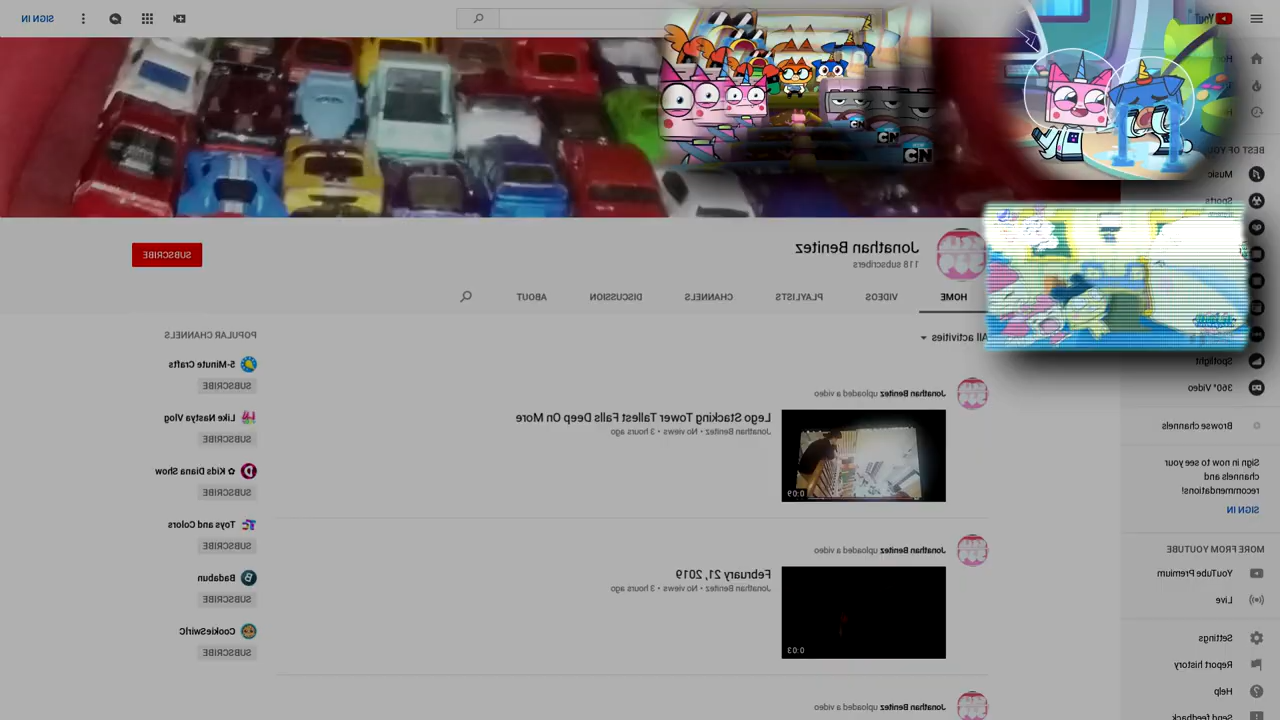 SIGN IN
Jonathan Benitez
118 subscribers
SUBSCRIBE
HOME
VIDEOS
PLAYLISTS
CHANNELS
DISCUSSION
ABOUT
All activities
Jonathan Benitez uploaded a video
Lego Stacking Tower Tallest Falls Deep On More
Jonathan Benitez • No views • 3 hours ago
0:09
Jonathan Benitez uploaded a video
February 21, 2019
Jonathan Benitez • No views • 3 hours ago
0:03
Jonathan Benitez uploaded a video
POPULAR CHANNELS
5-Minute Crafts
SUBSCRIBE
Like Nastya Vlog
SUBSCRIBE
✿ Kids Diana Show
SUBSCRIBE
Toys and Colors
SUBSCRIBE
Badabun
SUBSCRIBE
CookieSwirlC
SUBSCRIBE
CN
CN
CN
Music
Sports
Spotlight
360° Video
Browse channels
Sign in now to see your
channels and
recommendations!
SIGN IN
MORE FROM YOUTUBE
YouTube Premium
Live
Settings
Report history
Help
Send feedback